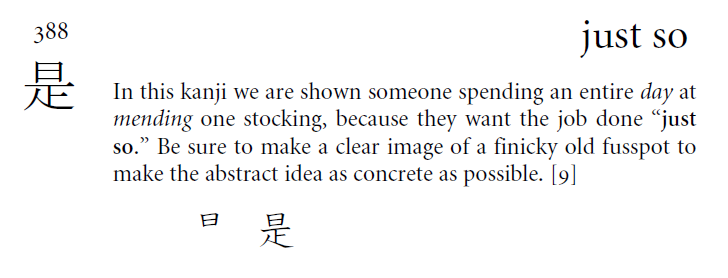 388
just so
是
In this kanji we are shown someone spending an entire day at
mending one stocking, because they want the job done “just
so.” Be sure to make a clear image of a finicky old fusspot to
make the abstract idea as concrete as possible. [9]
日 是